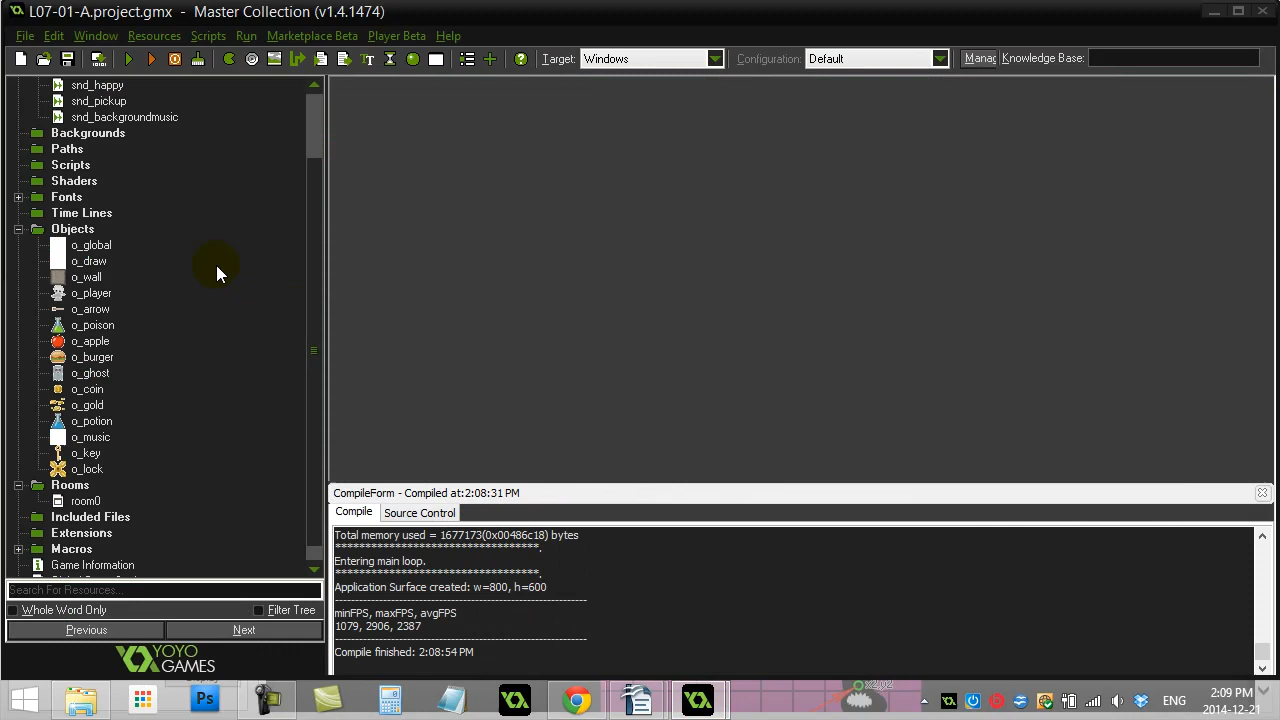 L07-01-A.project.gmx - Master Collection (v1.4.1474)
File Edit Window Resources Scripts Run Marketplace Beta Player Beta Help
Target: Windows Configuration: Default Manag Knowledge Base:
snd_happy
snd_pickup
snd_backgroundmusic
Backgrounds
Paths
Scripts
Shaders
Fonts
Time Lines
Objects
o_global
o_draw
o_wall
o_player
o_arrow
o_poison
o_apple
o_burger
o_ghost
o_coin
o_gold
o_potion
o_music
o_key
o_lock
Rooms
room0
Included Files
Extensions
Macros
Game Information
Search For Resources...
Whole Word Only Filter Tree
Previous Next
YOYO
GAMES
CompileForm - Compiled at:2:08:31 PM
Compile Source Control
Total memory used = 1677173(0x00486c18) bytes
***********************************.
Entering main loop.
***********************************.
Application Surface created: w=800, h=600
minFPS, maxFPS, avgFPS
1079, 2906, 2387
Compile finished: 2:08:54 PM
Ps
ENG
2:09 PM
2014-12-21